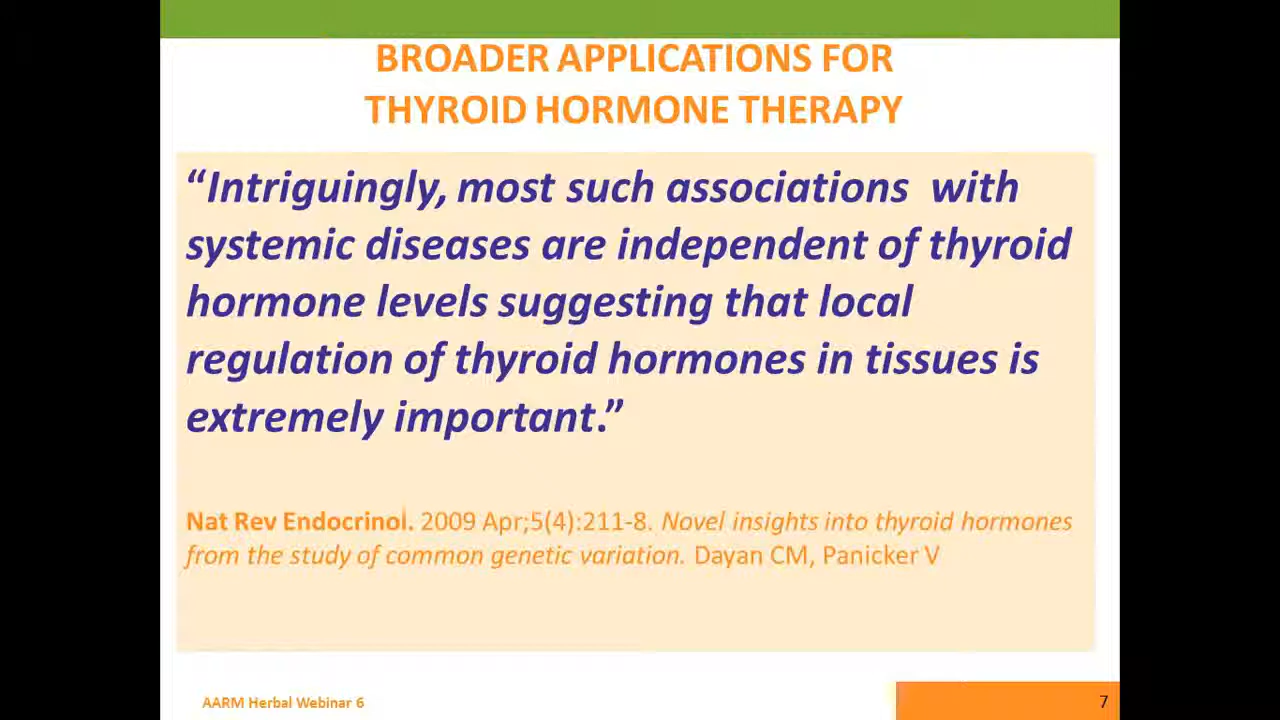 BROADER APPLICATIONS FOR
THYROID HORMONE THERAPY
“Intriguingly, most such associations  with
systemic diseases are independent of thyroid
hormone levels suggesting that local
regulation of thyroid hormones in tissues is
extremely important.”
Nat Rev Endocrinol. 2009 Apr;5(4):211-8. Novel insights into thyroid hormones
from the study of common genetic variation. Dayan CM, Panicker V
AARM Herbal Webinar 6
7